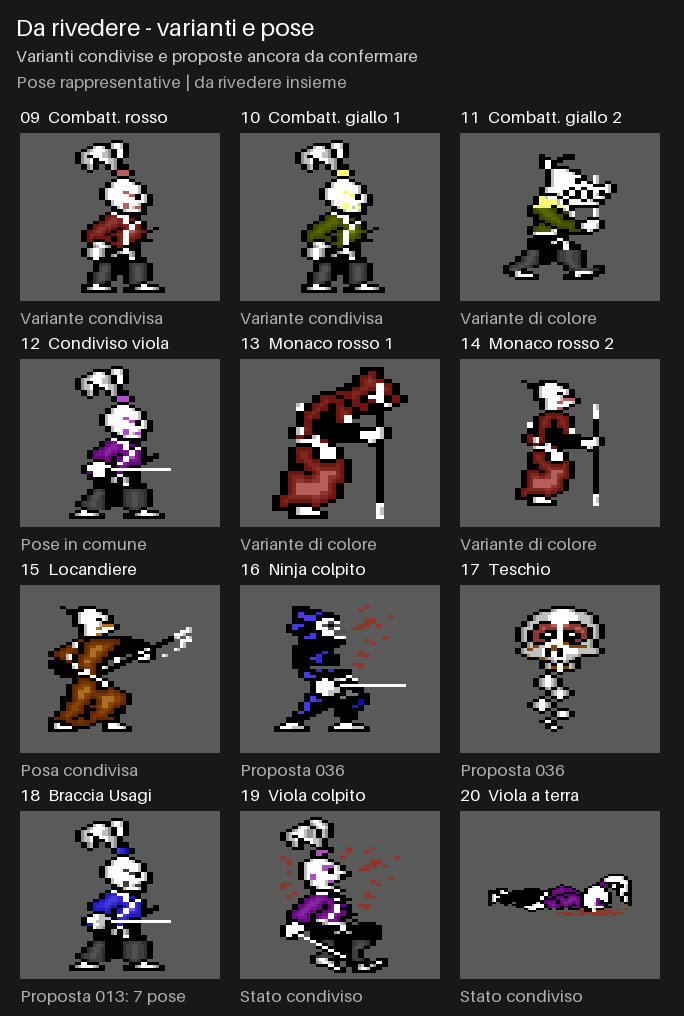 Da rivedere - varianti e pose
Varianti condivise e proposte ancora da confermare
Pose rappresentative | da rivedere insieme
09 Combatt. rosso
10 Combatt. giallo 1
11 Combatt. giallo 2
Variante condivisa
Variante condivisa
Variante di colore
12 Condiviso viola
13 Monaco rosso 1
14 Monaco rosso 2
Pose in comune
Variante di colore
Variante di colore
15 Locandiere
16 Ninja colpito
17 Teschio
Posa condivisa
Proposta 036
Proposta 036
18 Braccia Usagi
19 Viola colpito
20 Viola a terra
Proposta 013: 7 pose
Stato condiviso
Stato condiviso